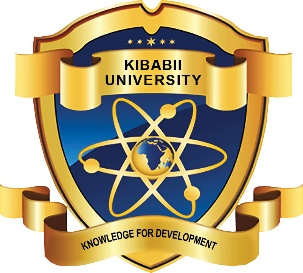 KIBABII
UNIVERSITY
KNOWLEDGE FOR DEVELOPMENT